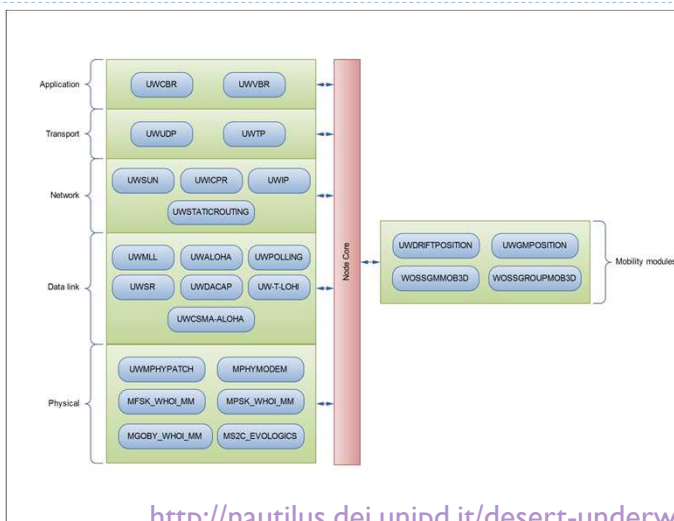 Application
UWCBR UWVBR
Transport
UWUDP UWTP
Network
UWSUN UWICPR UWIP
UWSTATICROUTING
Data link
UWMLL UWALOHA UWPOLLING
UWSR UWDACAP UW-T-LOHI
UWCSMA-ALOHA
Physical
UWMPHYPATCH MPHYMODEM
MFSK_WHOI_MM MPSK_WHOI_MM
MGOBY_WHOI_MM MS2C_EVOLOGICS
Node Core
UWDRIFTPOSITION UWGMPOSITION
WOSSGMMOB3D WOSSGROUPMOB3D
Mobility modules
http://nautilus.dei.unipd.it/desert-underw